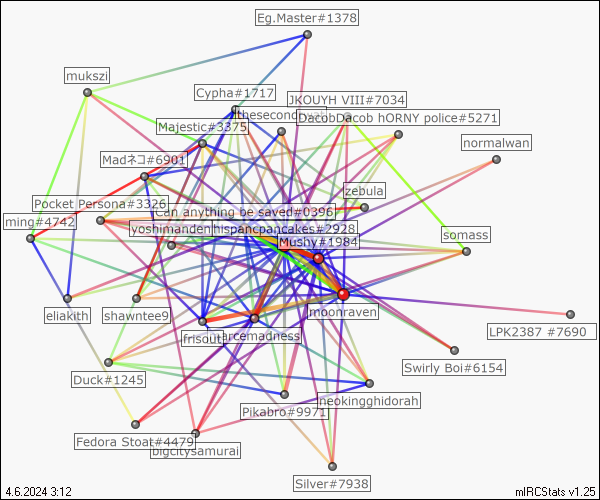 Eg.Master#1378
mukszi
Cypha#1717
JKOUYH VIII#7034
thesecond
DacobDacob hORNY police#5271
Majestic#3375
normalwan
Madネコ#6901
zebula
Pocket Persona#3326
Can anything be saved#0396
ming#4742
yoshimanden
hispancpancakes#2928
Mushy#1984
somass
eliakith
shawntee9
moonraven
LPK2387 #7690
frisout
arcemadness
Swirly Boi#6154
Duck#1245
neokingghidorah
Pikabro#9971
Fedora Stoat#4479
bigcitysamurai
Silver#7938
4.6.2024 3:12
mIRCStats v1.25